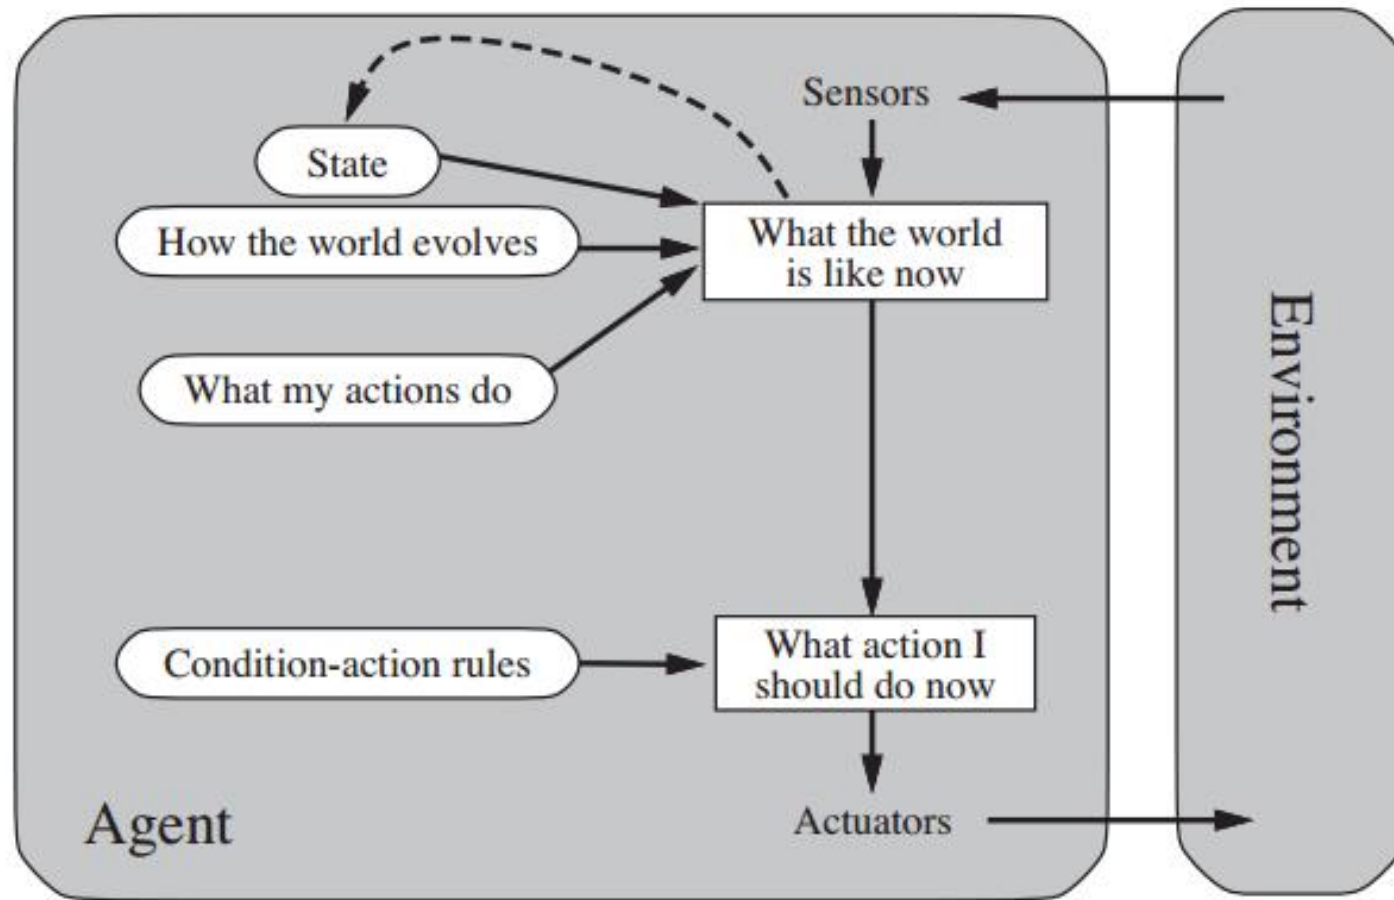 Sensors
State
How the world evolves
What the world
is like now
What my actions do
Environment
Condition-action rules
What action I
should do now
Agent
Actuators